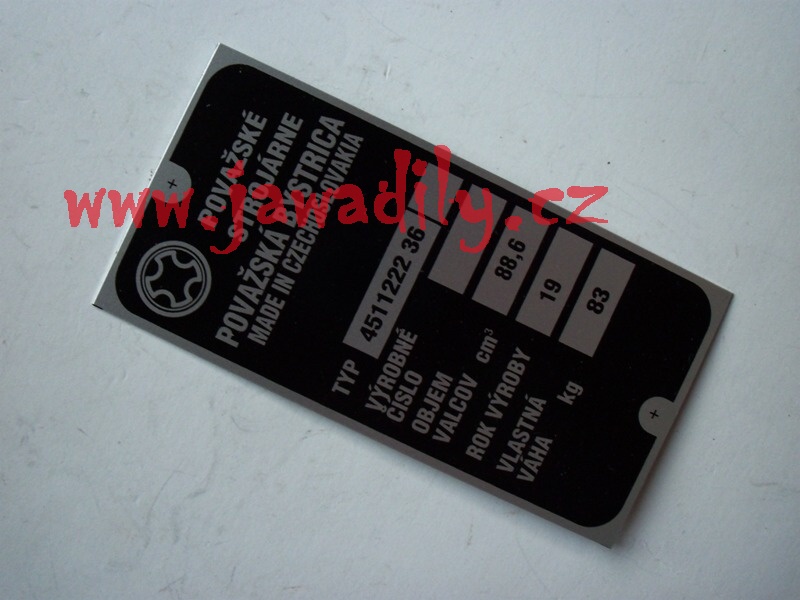 www.jawadily.cz
POVAŽSKÉ
STROJÁRNE
POVAŽSKÁ BYSTRICA
MADE IN CZECHOSLOVAKIA
TYP 4511222 36
VÝROBNÉ
ČISLO
OBJEM
VALCOV cm³ 88,6
ROK VÝROBY 19
VLASTNÁ
VÁHA kg 83